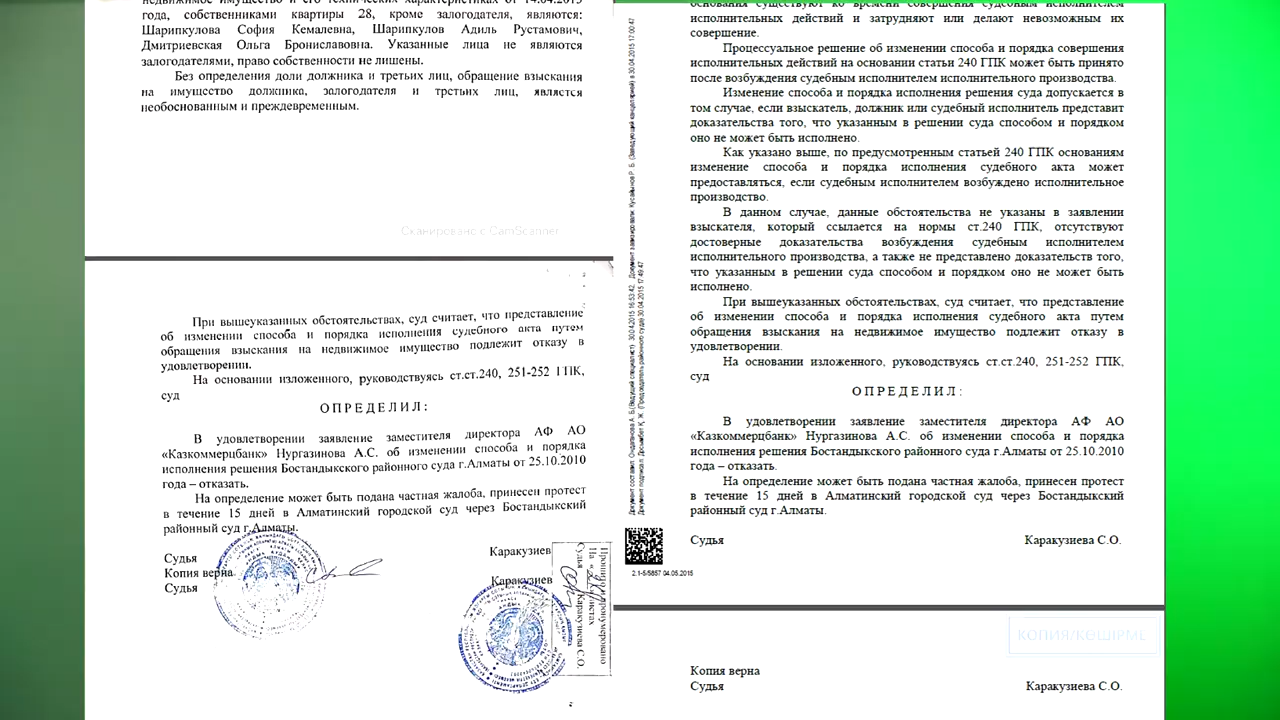 недвижимое имущество и его технических характеристиках от 14.04.2015
года, собственниками квартиры 28, кроме залогодателя, являются:
Шарипкулова София Кемалевна, Шарипкулов Адиль Рустамович,
Дмитриевская Ольга Брониславовна. Указанные лица не являются
залогодателями, право собственности не лишены.
Без определения доли должника и третьих лиц, обращение взыскания
на имущество должника, залогодателя и третьих лиц, является
необоснованным и преждевременным.
Сканировано с CamScanner
При вышеуказанных обстоятельствах, суд считает, что представление
об изменении способа и порядка исполнения судебного акта путем
обращения взыскания на недвижимое имущество подлежит отказу в
удовлетворении.
На основании изложенного, руководствуясь ст.ст.240, 251-252 ГПК,
суд
ОПРЕДЕЛИЛ:
В удовлетворении заявление заместителя директора АФ АО
«Казкоммерцбанк» Нургазинова А.С. об изменении способа и порядка
исполнения решения Бостандыкского районного суда г.Алматы от 25.10.2010
года – отказать.
На определение может быть подана частная жалоба, принесен протест
в течение 15 дней в Алматинский городской суд через Бостандыкский
районный суд г.Алматы.
Судья Каракузиев
Копия верна
Судья Каракузиев
Прошито и пронумеровано
На листах
Судья Каракузиева С.О.
основания существуют во время совершения судебным исполнителем
исполнительных действий и затрудняют или делают невозможным их
совершение.
Процессуальное решение об изменении способа и порядка совершения
исполнительных действий на основании статьи 240 ГПК может быть принято
после возбуждения судебным исполнителем исполнительного производства.
Изменение способа и порядка исполнения решения суда допускается в
том случае, если взыскатель, должник или судебный исполнитель представит
доказательства того, что указанным в решении суда способом и порядком
оно не может быть исполнено.
Как указано выше, по предусмотренным статьей 240 ГПК основаниям
изменение способа и порядка исполнения судебного акта может
предоставляться, если судебным исполнителем возбуждено исполнительное
производство.
В данном случае, данные обстоятельства не указаны в заявлении
взыскателя, который ссылается на нормы ст.240 ГПК, отсутствуют
достоверные доказательства возбуждения судебным исполнителем
исполнительного производства, а также не представлено доказательств того,
что указанным в решении суда способом и порядком оно не может быть
исполнено.
При вышеуказанных обстоятельствах, суд считает, что представление
об изменении способа и порядка исполнения судебного акта путем
обращения взыскания на недвижимое имущество подлежит отказу в
удовлетворении.
На основании изложенного, руководствуясь ст.ст.240, 251-252 ГПК,
суд
ОПРЕДЕЛИЛ:
В удовлетворении заявление заместителя директора АФ АО
«Казкоммерцбанк» Нургазинова А.С. об изменении способа и порядка
исполнения решения Бостандыкского районного суда г.Алматы от 25.10.2010
года – отказать.
На определение может быть подана частная жалоба, принесен протест
в течение 15 дней в Алматинский городской суд через Бостандыкский
районный суд г.Алматы.
Судья Каракузиева С.О.
2.1-5/5857 04.05.2015
КОПИЯ/КӨШІРМЕ
Копия верна
Судья Каракузиева С.О.